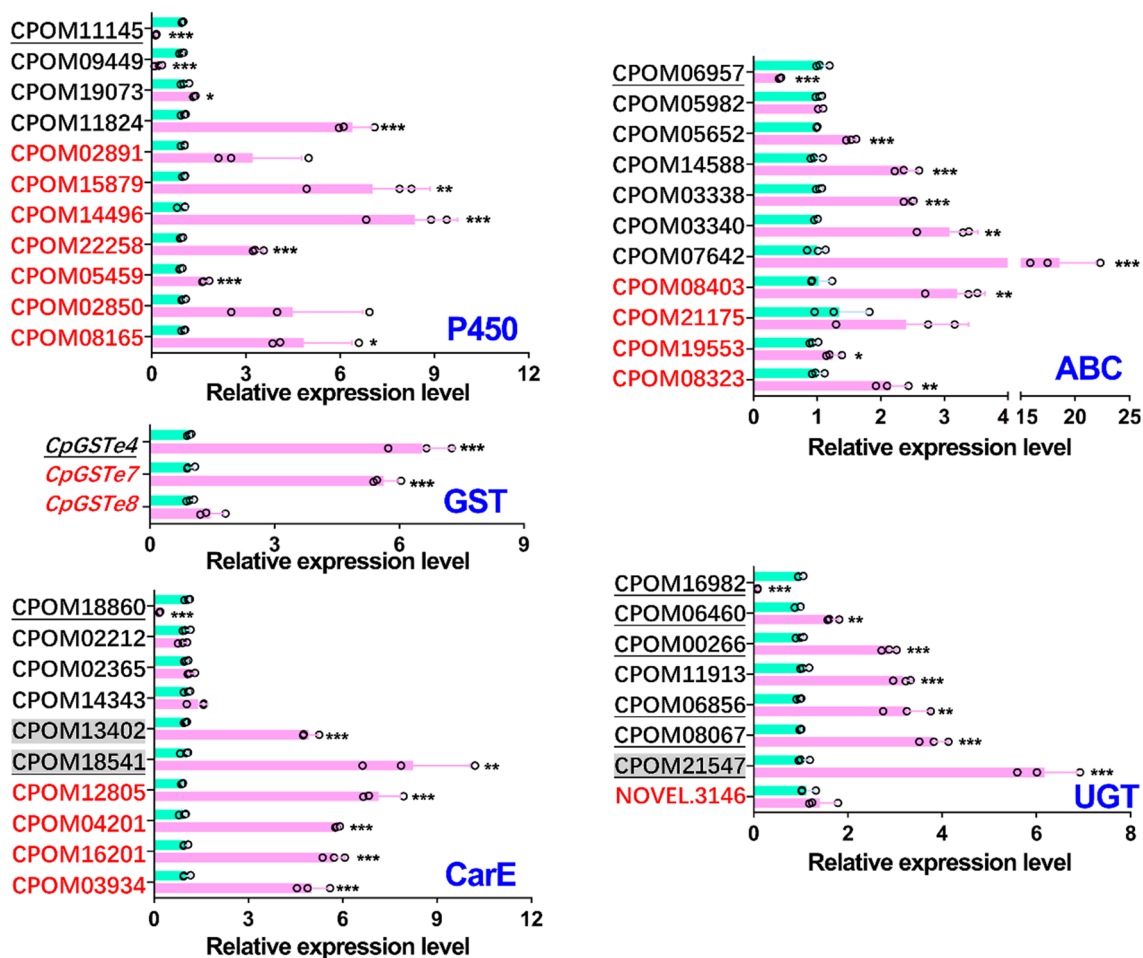 CPOM11145
***
CPOM09449
***
CPOM19073
*
CPOM11824
***
CPOM02891
CPOM15879
**
CPOM14496
***
CPOM22258
***
CPOM05459
***
CPOM02850
CPOM08165
*
P450
0 3 6 9 12
Relative expression level
CpGSTe4
***
CpGSTe7
***
CpGSTe8
GST
0 3 6 9
Relative expression level
CPOM18860
***
CPOM02212
CPOM02365
CPOM14343
CPOM13402
***
CPOM18541
**
CPOM12805
***
CPOM04201
***
CPOM16201
***
CPOM03934
***
CarE
0 3 6 9 12
Relative expression level
CPOM06957
***
CPOM05982
CPOM05652
***
CPOM14588
***
CPOM03338
***
CPOM03340
**
CPOM07642
***
CPOM08403
**
CPOM21175
CPOM19553
*
CPOM08323
**
ABC
0 1 2 3 4 15 20 25
Relative expression level
CPOM16982
***
CPOM06460
**
CPOM00266
***
CPOM11913
***
CPOM06856
**
CPOM08067
***
CPOM21547
***
NOVEL.3146
UGT
0 2 4 6 8
Relative expression level